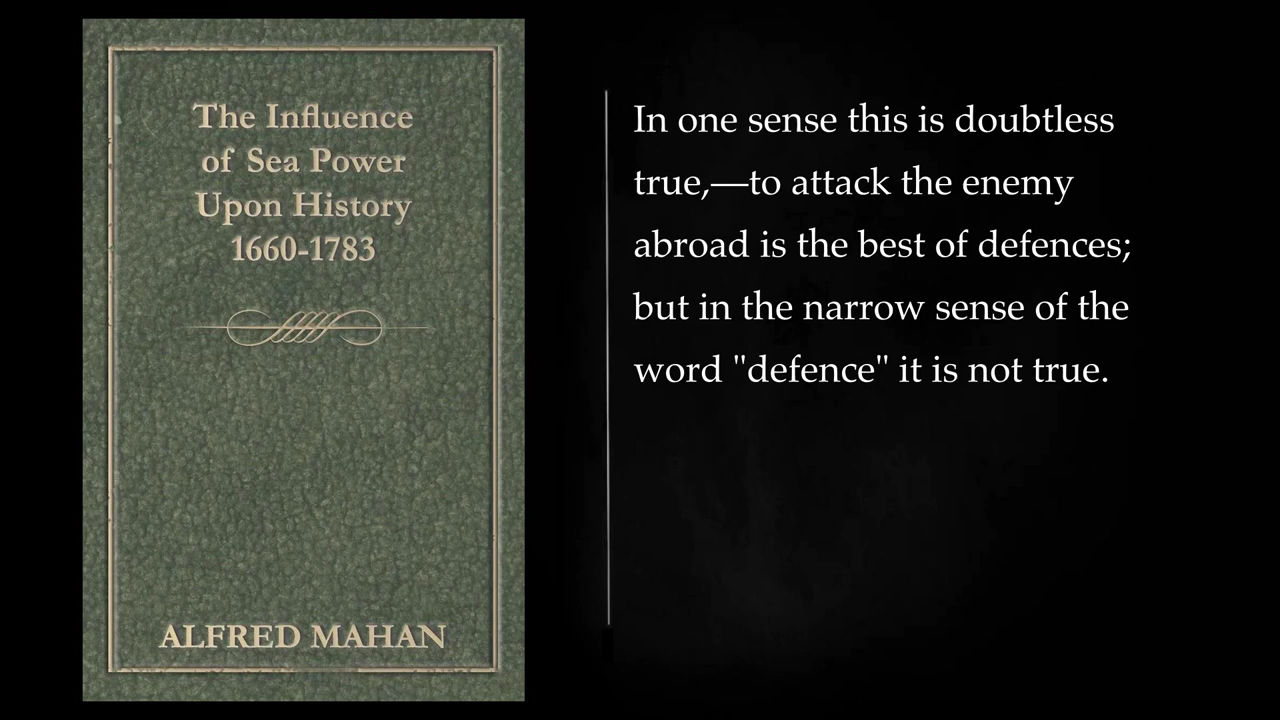 The Influence
of Sea Power
Upon History
1660-1783
ALFRED MAHAN
In one sense this is doubtless
true,—to attack the enemy
abroad is the best of defences;
but in the narrow sense of the
word "defence" it is not true.